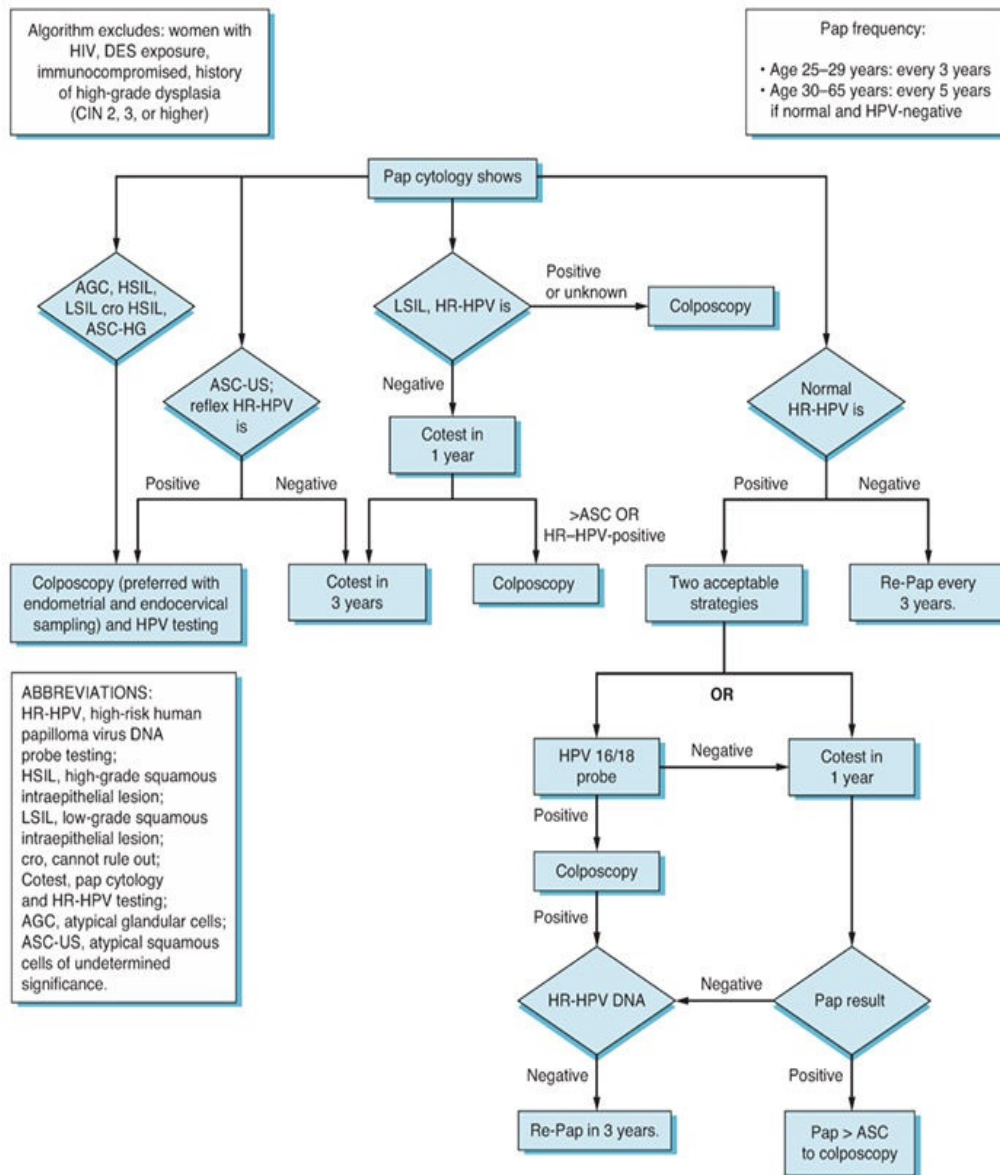 Algorithm excludes: women with
HIV, DES exposure,
immunocompromised, history
of high-grade dysplasia
(CIN 2, 3, or higher)
Pap frequency:
• Age 25–29 years: every 3 years
• Age 30–65 years: every 5 years
if normal and HPV-negative
Pap cytology shows
AGC, HSIL,
LSIL cro HSIL,
ASC-HG
ASC-US;
reflex HR-HPV
is
LSIL, HR-HPV is
Positive
or unknown
Colposcopy
Normal
HR-HPV is
Negative
Cotest in
1 year
Positive
Negative
>ASC OR
HR–HPV-positive
Positive
Negative
Colposcopy (preferred with
endometrial and endocervical
sampling) and HPV testing
Cotest in
3 years
Colposcopy
Two acceptable
strategies
Re-Pap every
3 years.
ABBREVIATIONS:
HR-HPV, high-risk human
papilloma virus DNA
probe testing;
HSIL, high-grade squamous
intraepithelial lesion;
LSIL, low-grade squamous
intraepithelial lesion;
cro, cannot rule out;
Cotest, pap cytology
and HR-HPV testing;
AGC, atypical glandular cells;
ASC-US, atypical squamous
cells of undetermined
significance.
OR
HPV 16/18
probe
Negative
Cotest in
1 year
Positive
Colposcopy
Positive
HR-HPV DNA
Negative
Pap result
Negative
Positive
Re-Pap in 3 years.
Pap > ASC
to colposcopy